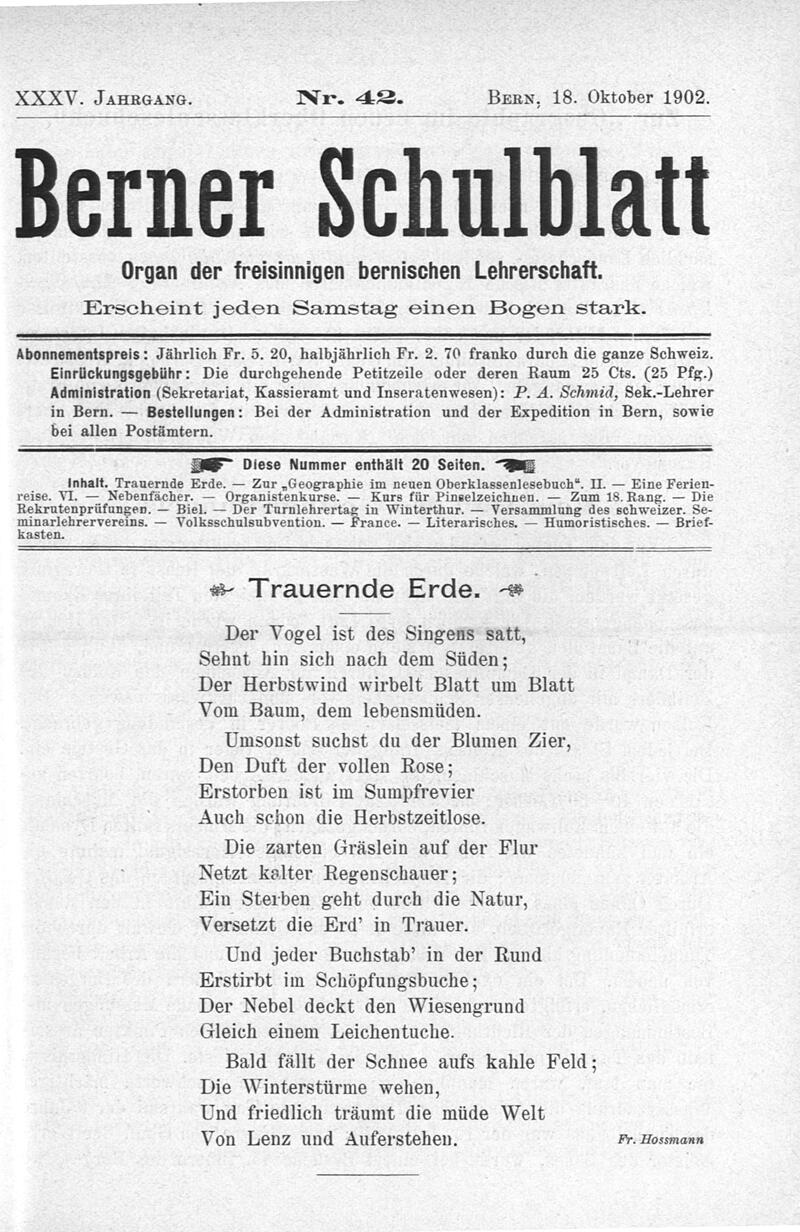 XXXV. JAHRGANG. Nr. 42. BERN, 18. Oktober 1902.
Berner Schulblatt
Organ der freisinnigen bernischen Lehrerschaft.
Erscheint jeden Samstag einen Bogen stark.
Abonnementspreis: Jährlich Fr. 5. 20, halbjährlich Fr. 2. 70 franko durch die ganze Schweiz.
Einrückungsgebühr: Die durchgehende Petitzeile oder deren Raum 25 Cts. (25 Pfg.)
Administration (Sekretariat, Kassieramt und Inseratenwesen): P. A. Schmid, Sek.-Lehrer
in Bern. — Bestellungen: Bei der Administration und der Expedition in Bern, sowie
bei allen Postämtern.
Diese Nummer enthält 20 Seiten.
Inhalt. Trauernde Erde. — Zur „Geographie im neuen Oberklassenlesebuch“. II. — Eine Ferien-
reise. VI. — Nebenfächer. — Organistenkurse. — Kurs für Pinselzeichnen. — Zum 18. Rang. — Die
Rekrutenprüfungen. — Biel. — Der Turnlehrertag in Winterthur. — Versammlung des schweizer. Se-
minarlehrervereins. — Volksschulsubvention. — France. — Literarisches. — Humoristisches. — Brief-
kasten.
Trauernde Erde.
Der Vogel ist des Singens satt,
Sehnt hin sich nach dem Süden;
Der Herbstwind wirbelt Blatt um Blatt
Vom Baum, dem lebensmüden.
Umsonst suchst du der Blumen Zier,
Den Duft der vollen Rose;
Erstorben ist im Sumpfrevier
Auch schon die Herbstzeitlose.
Die zarten Gräslein auf der Flur
Netzt kalter Regenschauer;
Ein Sterben geht durch die Natur,
Versetzt die Erd' in Trauer.
Und jeder Buchstab' in der Rund
Erstirbt im Schöpfungsbuche;
Der Nebel deckt den Wiesengrund
Gleich einem Leichentuche.
Bald fällt der Schnee aufs kahle Feld;
Die Winterstürme wehen,
Und friedlich träumt die müde Welt
Von Lenz und Auferstehen. Fr. Hossmann